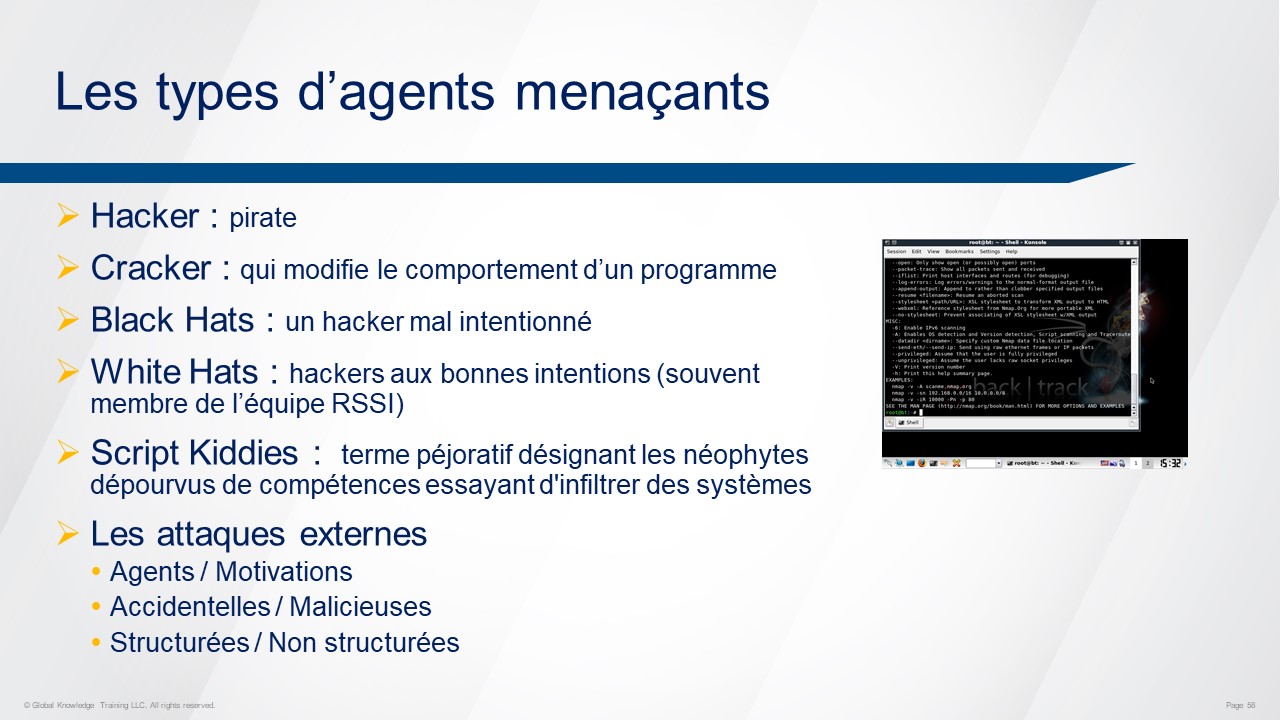 Les types d’agents menaçants
Hacker : pirate
Cracker : qui modifie le comportement d’un programme
Black Hats : un hacker mal intentionné
White Hats : hackers aux bonnes intentions (souvent
membre de l’équipe RSSI)
Script Kiddies : terme péjoratif désignant les néophytes
dépourvus de compétences essayant d'infiltrer des systèmes
Les attaques externes
Agents / Motivations
Accidentelles / Malicieuses
Structurées / Non structurées
root@bt: ~ - Shell - Konsole
Session Edit View Bookmarks Settings Help
--open: Only show open (or possibly open) ports
--packet-trace: Show all packets sent and received
--iflist: Print host interfaces and routes (for debugging)
--log-errors: Log errors/warnings to the normal-format output file
--append-output: Append to rather than clobber specified output files
--resume <filename>: Resume an aborted scan
--stylesheet <path/URL>: XSL stylesheet to transform XML output to HTML
--webxml: Reference stylesheet from Nmap.Org for more portable XML
--no-stylesheet: Prevent associating of XSL stylesheet w/XML output
MISC:
-6: Enable IPv6 scanning
-A: Enables OS detection and Version detection, Script scanning and Traceroute
--datadir <dirname>: Specify custom Nmap data file location
--send-eth/--send-ip: Send using raw ethernet frames or IP packets
--privileged: Assume that the user is fully privileged
--unprivileged: Assume the user lacks raw socket privileges
-V: Print version number
-h: Print this help summary page.
EXAMPLES:
nmap -v -A scanme.nmap.org
nmap -v -sn 192.168.0.0/16 10.0.0.0/8
nmap -v -iR 10000 -Pn -p 80
SEE THE MAN PAGE (http://nmap.org/book/man.html) FOR MORE OPTIONS AND EXAMPLES
root@bt:~#
back | track
Shell
root@bt: ~ - Shell - Kon
1 2 15:32
© Global Knowledge Training LLC. All rights reserved.
Page 56